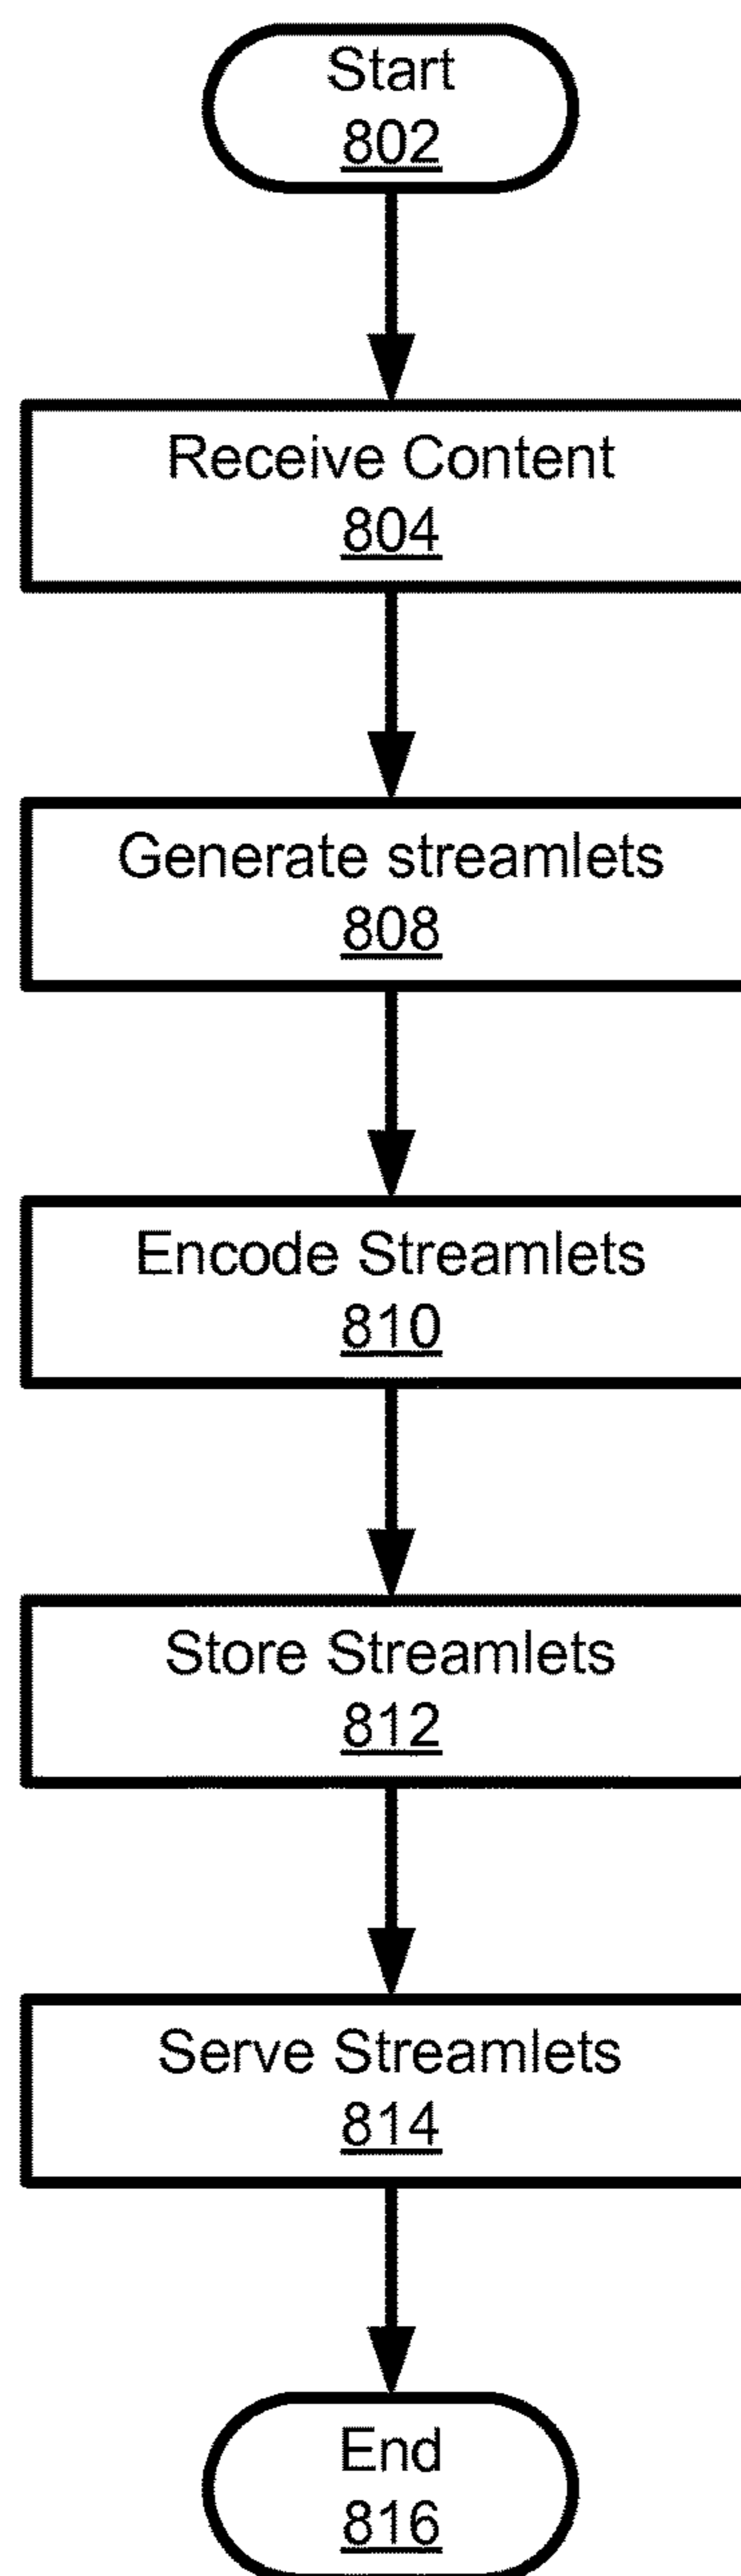 Start
802
Receive Content
804
Generate streamlets
808
Encode Streamlets
810
Store Streamlets
812
Serve Streamlets
814
End
816